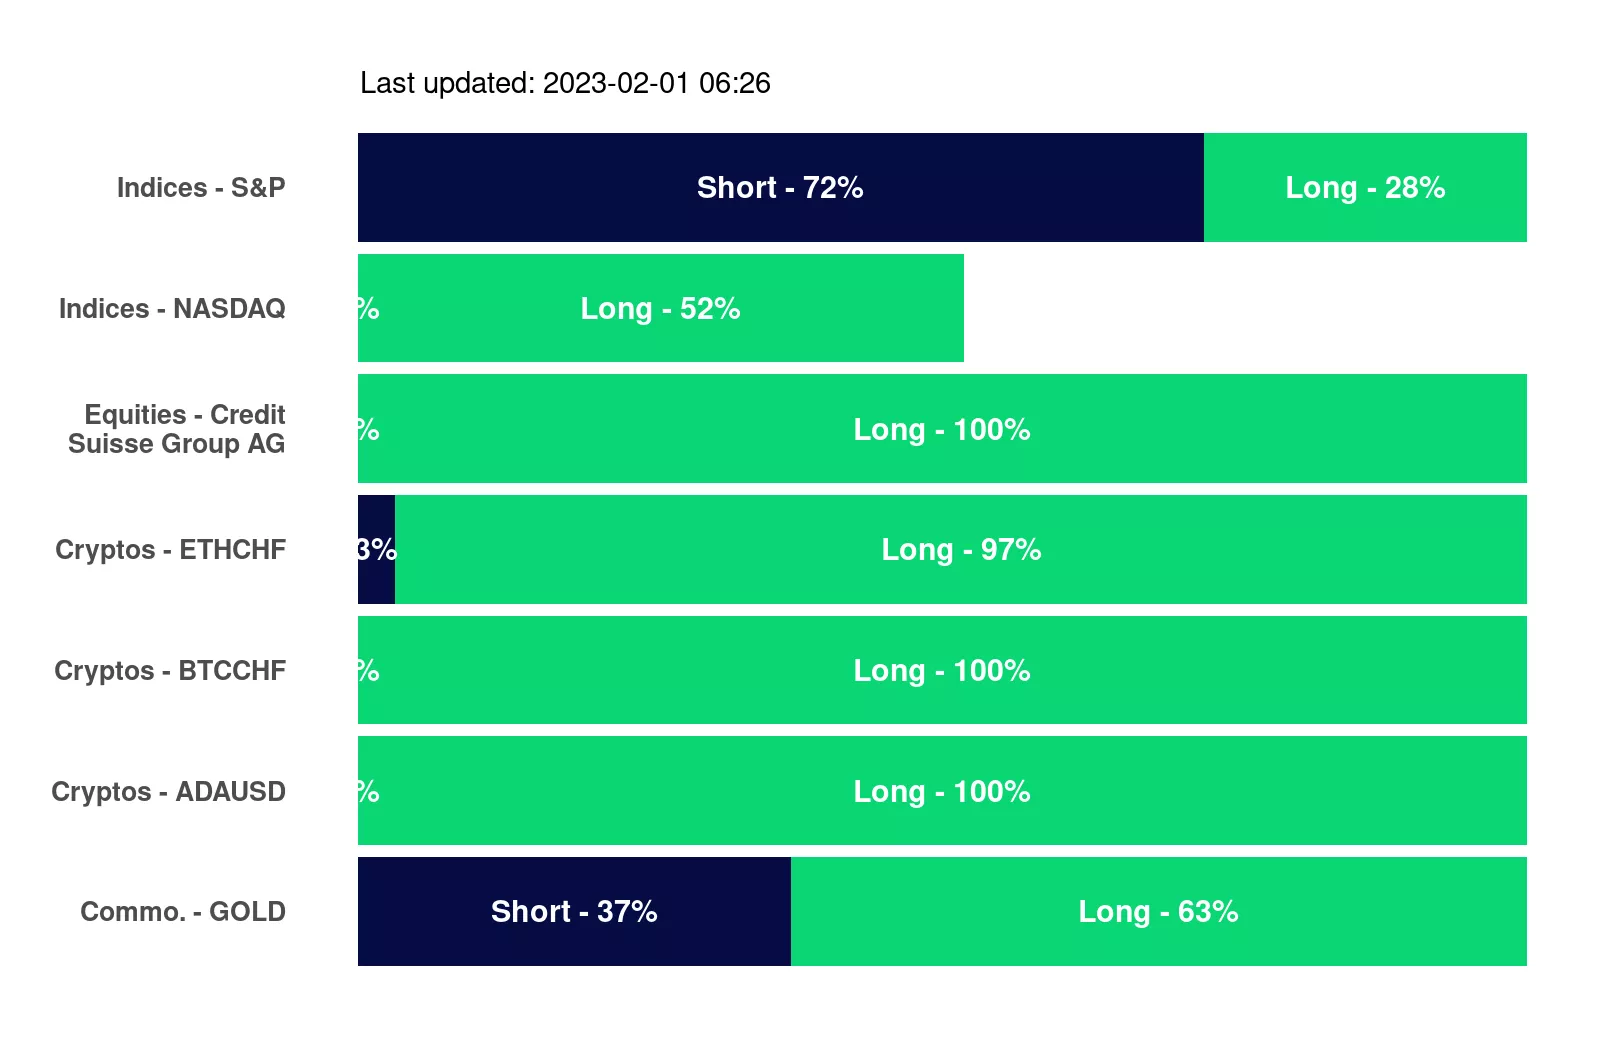 Last updated: 2023-02-01 06:26
Indices - S&P
Short - 72%
Long - 28%
Indices - NASDAQ
%
Long - 52%
Equities - Credit
Suisse Group AG
%
Long - 100%
Cryptos - ETHCHF
3%
Long - 97%
Cryptos - BTCCHF
%
Long - 100%
Cryptos - ADAUSD
%
Long - 100%
Commo. - GOLD
Short - 37%
Long - 63%